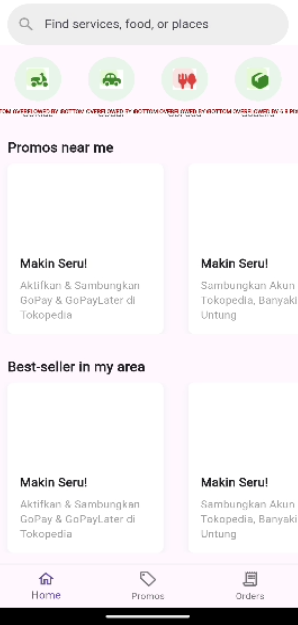 Find services, food, or places
BOTTOM OVERFLOWED BY BOTTOM OVERFLOWED BY BOTTOM OVERFLOWED BY BOTTOM OVERFLOWED BY
Promos near me
Makin Seru! Makin Seru!
Aktifkan & Sambungkan Sambungkan Akun
GoPay & GoPayLater di Tokopedia, Banyaki
Tokopedia Untung
Best-seller in my area
Makin Seru! Makin Seru!
Aktifkan & Sambungkan Sambungkan Akun
GoPay & GoPayLater di Tokopedia, Banyaki
Tokopedia Untung
Home Promos Orders